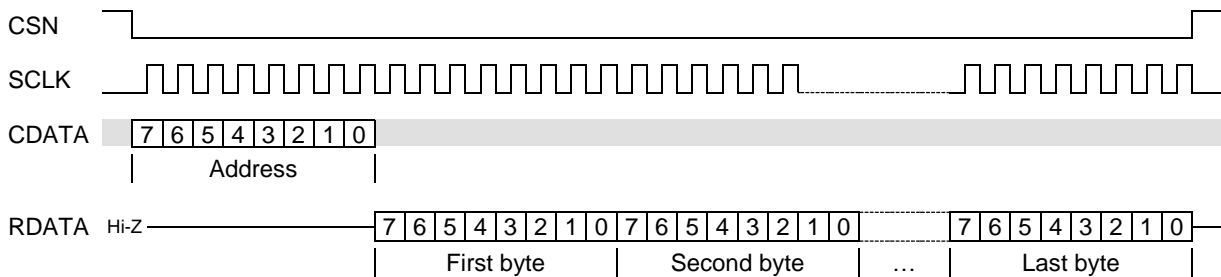 CSN
SCLK
CDATA 7 6 5 4 3 2 1 0
Address
RDATA Hi-Z 7 6 5 4 3 2 1 0 7 6 5 4 3 2 1 0 7 6 5 4 3 2 1 0
First byte Second byte … Last byte